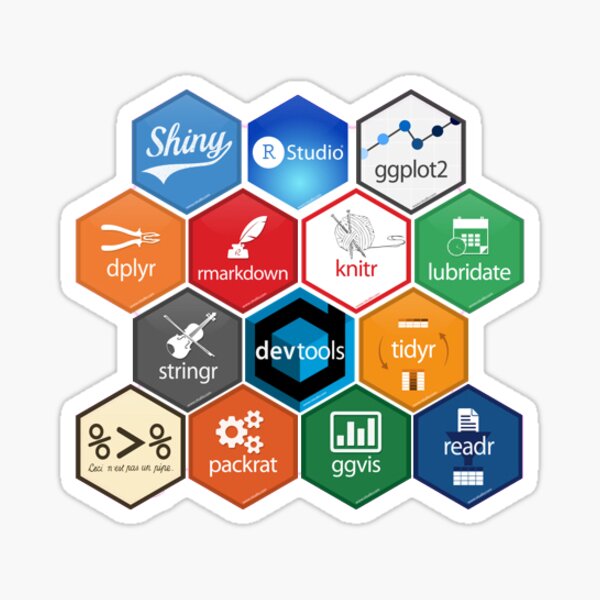 Shiny
R Studio
ggplot2
dplyr
rmarkdown
knitr
lubridate
stringr
devtools
tidyr
%>%
Ceci n'est pas un pipe.
packrat
ggvis
readr